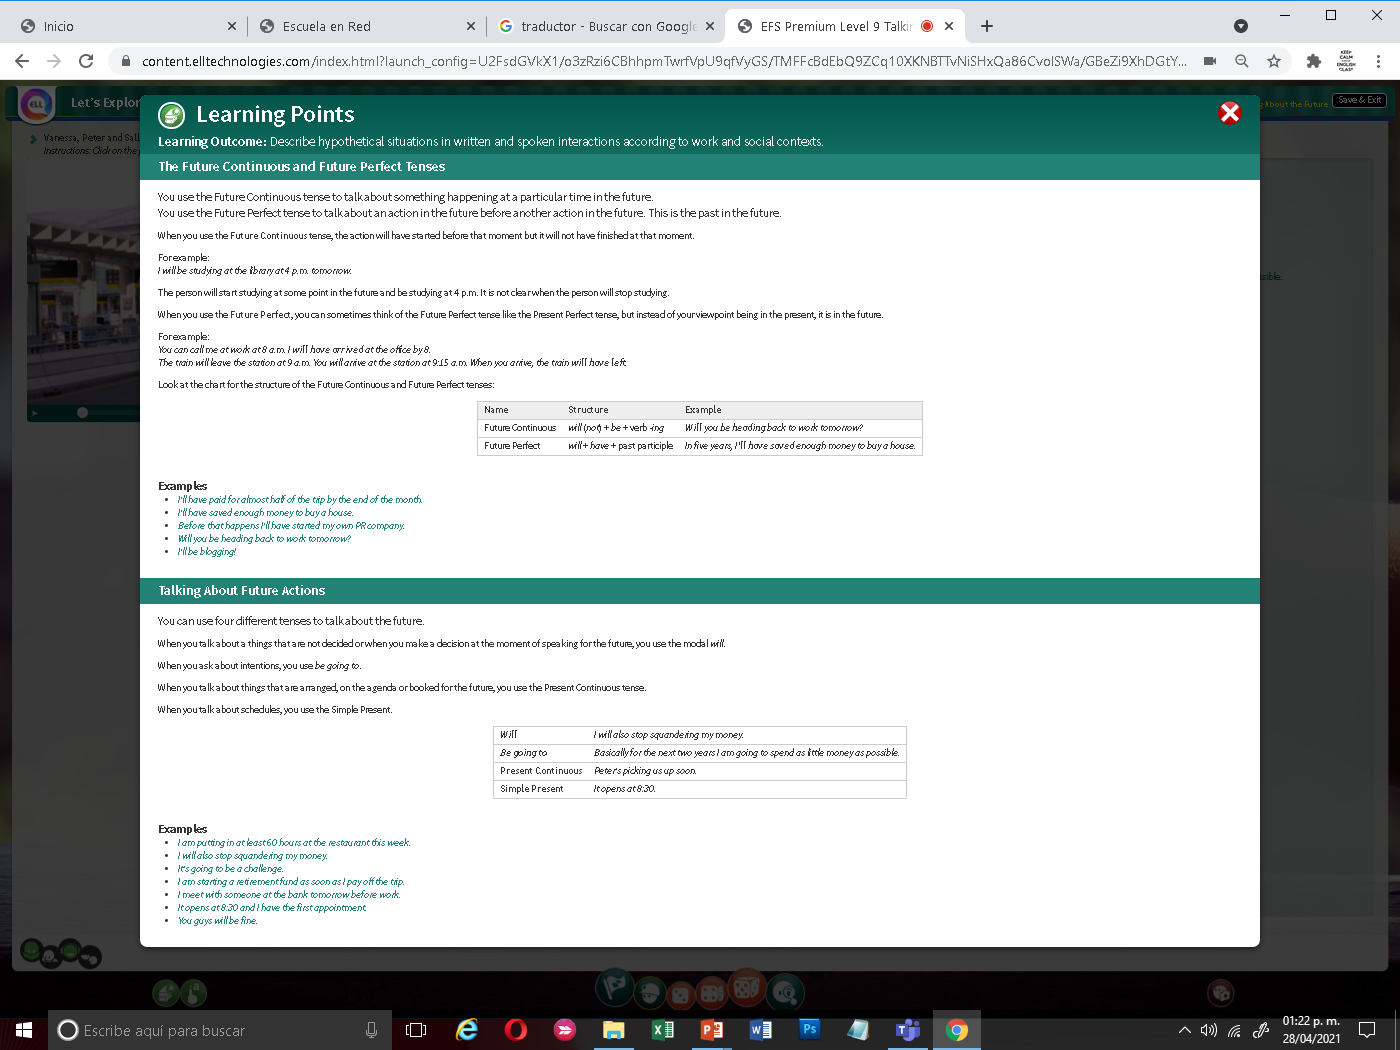 Inicio
Escuela en Red
traductor - Buscar con Google
EFS Premium Level 9 Talkin
content.elltechnologies.com/index.html?launch_config=U2FsdGVkX1/o3zRzi6CBhhpmTwrfVpU9qfVyGS/TMFFcBdEbQ9ZCq10XKNBTTvNiSHxQa86CvolSWa/GBeZi9XhDGtY...
KEEP CALM ENGLISH CLASS
ELL
Let's Explor
g About the Future
Save & Exit
Vanessa, Peter and Sall
Instructions: Click on the
sible.
Learning Points
Learning Outcome: Describe hypothetical situations in written and spoken interactions according to work and social contexts.
The Future Continuous and Future Perfect Tenses
You use the Future Continuous tense to talk about something happening at a particular time in the future.
You use the Future Perfect tense to talk about an action in the future before another action in the future. This is the past in the future.
When you use the Future Continuous tense, the action will have started before that moment but it will not have finished at that moment.
For example:
I will be studying at the library at 4 p.m. tomorrow.
The person will start studying at some point in the future and be studying at 4 p.m. It is not clear when the person will stop studying.
When you use the Future Perfect, you can sometimes think of the Future Perfect tense like the Present Perfect tense, but instead of your viewpoint being in the present, it is in the future.
For example:
You can call me at work at 8 a.m. I will have arrived at the office by 8.
The train will leave the station at 9 a.m. You will arrive at the station at 9:15 a.m. When you arrive, the train will have left.
Look at the chart for the structure of the Future Continuous and Future Perfect tenses:
Name Structure Example
Future Continuous will (not) + be + verb -ing Will you be heading back to work tomorrow?
Future Perfect will + have + past participle In five years, I'll have saved enough money to buy a house.
Examples
• I'll have paid for almost half of the trip by the end of the month.
• I'll have saved enough money to buy a house.
• Before that happens I'll have started my own PR company.
• Will you be heading back to work tomorrow?
• I'll be blogging!
Talking About Future Actions
You can use four different tenses to talk about the future.
When you talk about a things that are not decided or when you make a decision at the moment of speaking for the future, you use the modal will.
When you ask about intentions, you use be going to.
When you talk about things that are arranged, on the agenda or booked for the future, you use the Present Continuous tense.
When you talk about schedules, you use the Simple Present.
Will I will also stop squandering my money.
Be going to Basically for the next two years I am going to spend as little money as possible.
Present Continuous Peter's picking us up soon.
Simple Present It opens at 8:30.
Examples
• I am putting in at least 60 hours at the restaurant this week.
• I will also stop squandering my money.
• It's going to be a challenge.
• I am starting a retirement fund as soon as I pay off the trip.
• I meet with someone at the bank tomorrow before work.
• It opens at 8:30 and I have the first appointment.
• You guys will be fine.
Escribe aquí para buscar
01:22 p. m.
28/04/2021